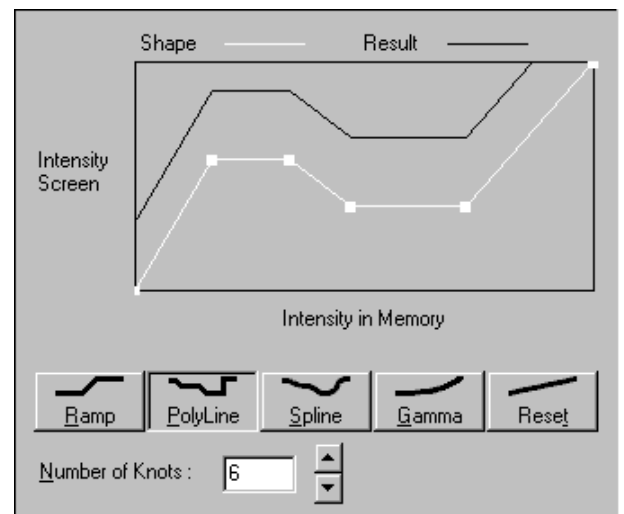 Shape Result
Intensity
Screen
Intensity in Memory
Ramp PolyLine Spline Gamma Reset
Number of Knots : 6